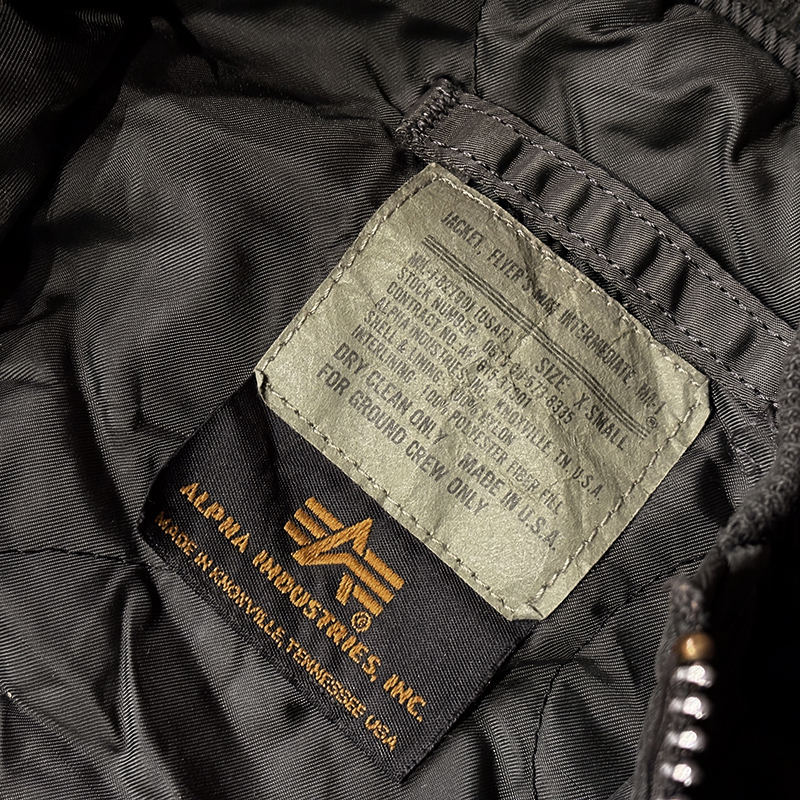 JACKET, FLYER'S MAN INTERMEDIATE MA-1
®
SIZE X-SMALL
STOCK NUMBER
CONTRACT NO.
ALPHA INDUSTRIES INC. KNOXVILLE, TN. U.S.A.
SHELL & LINING 100% NYLON
INTERLINING 100% POLYESTER FIBER FILL
DRY CLEAN ONLY MADE IN U.S.A.
FOR GROUND CREW ONLY
ALPHA INDUSTRIES, INC.
®
MADE IN KNOXVILLE, TENNESSEE USA